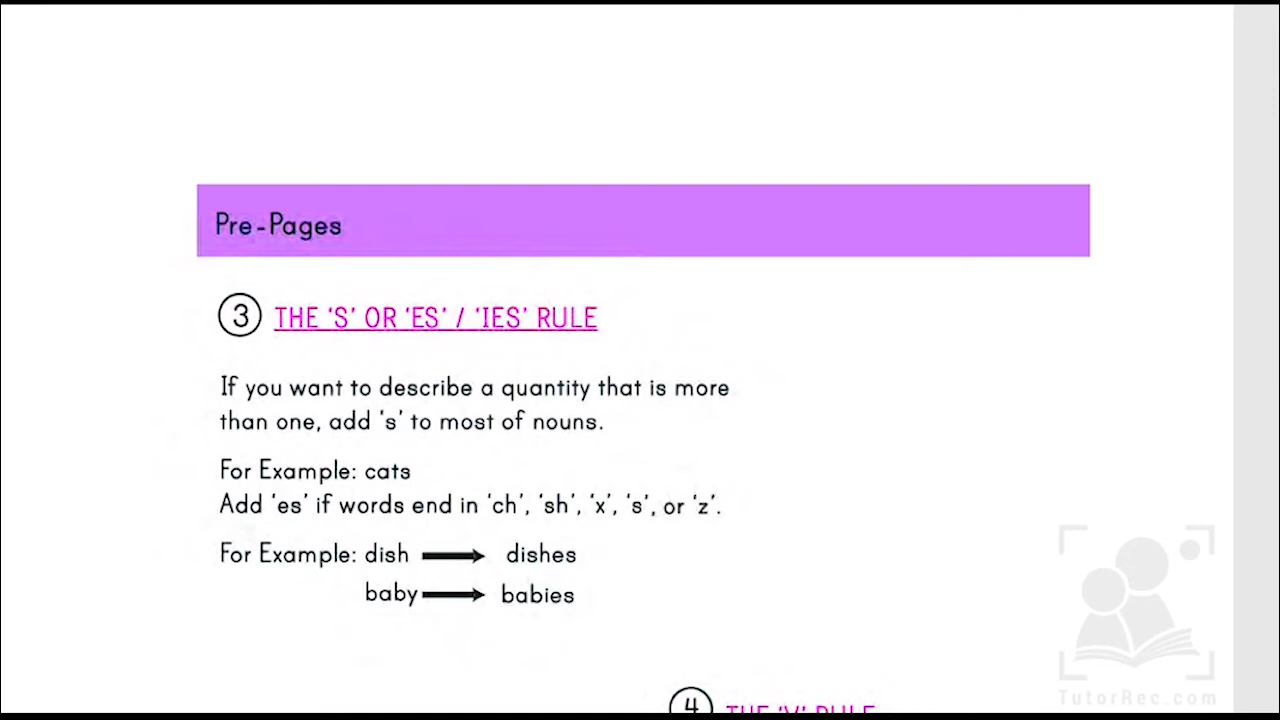 Pre-Pages
3 THE ‘S’ OR ‘ES’ / ‘IES’ RULE
If you want to describe a quantity that is more
than one, add ‘s’ to most of nouns.
For Example: cats
Add ‘es’ if words end in ‘ch’, ‘sh’, ‘x’, ‘s’, or ‘z’.
For Example: dish dishes
baby babies
TutorRec.com
4 THE ‘Y’ RULE